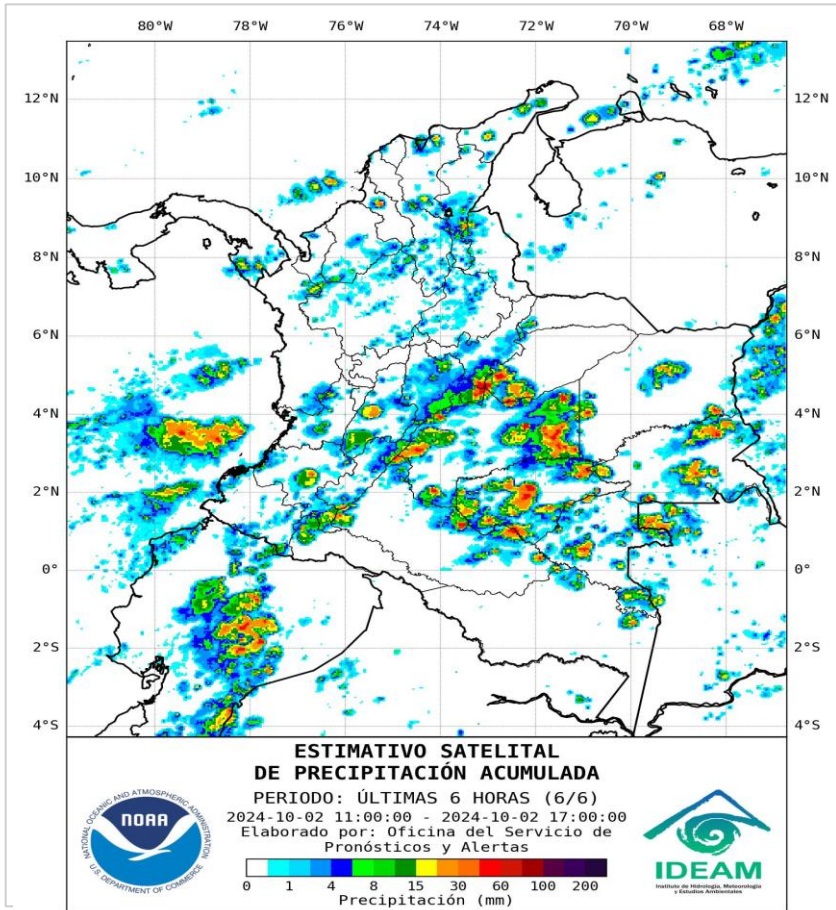 80°W 78°W 76°W 74°W 72°W 70°W 68°W
12°N 12°N
10°N 10°N
8°N 8°N
6°N 6°N
4°N 4°N
2°N 2°N
0° 0°
2°S 2°S
4°S 4°S
ESTIMATIVO SATELITAL
DE PRECIPITACIÓN ACUMULADA
PERIODO: ÚLTIMAS 6 HORAS (6/6)
2024-10-02 11:00:00 - 2024-10-02 17:00:00
Elaborado por: Oficina del Servicio de
Pronósticos y Alertas
0 1 4 8 15 30 60 100 200
Precipitación (mm)
NATIONAL OCEANIC AND ATMOSPHERIC ADMINISTRATION
NOAA
U.S. DEPARTMENT OF COMMERCE
IDEAM
Instituto de Hidrología, Meteorología
y Estudios Ambientales